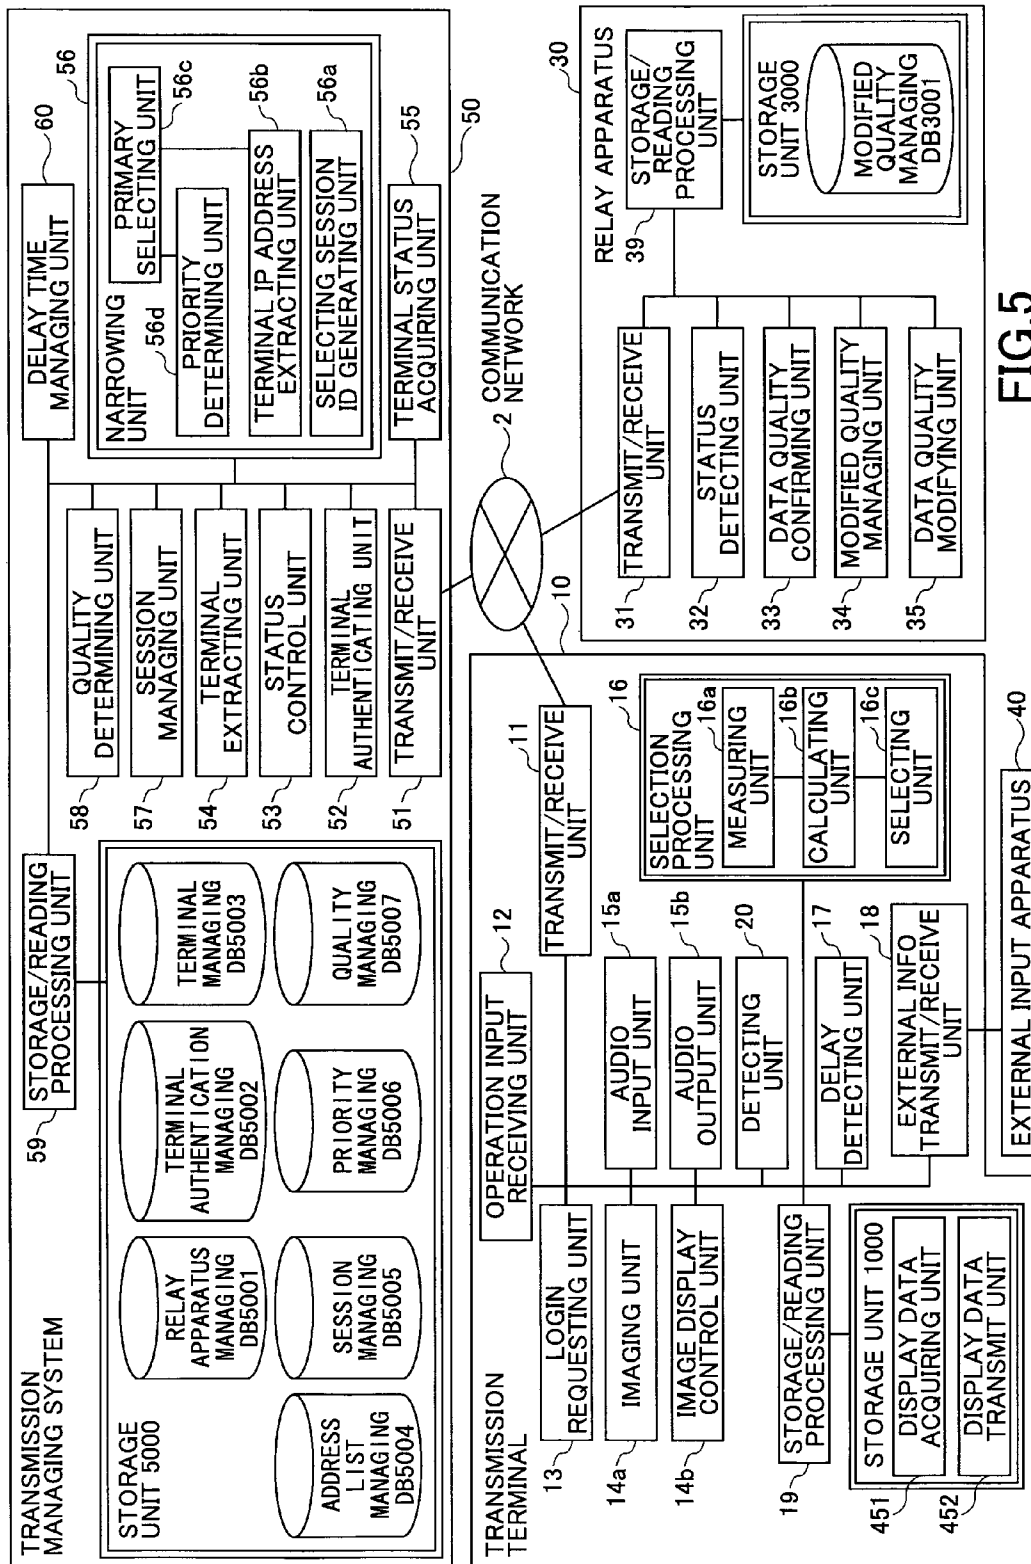 TRANSMISSION
MANAGING SYSTEM
STORAGE
UNIT 5000
RELAY
APPARATUS
MANAGING
DB5001
TERMINAL
AUTHENTICATION
MANAGING
DB5002
TERMINAL
MANAGING
DB5003
ADDRESS
LIST
MANAGING
DB5004
SESSION
MANAGING
DB5005
PRIORITY
MANAGING
DB5006
QUALITY
MANAGING
DB5007
59
STORAGE/READING
PROCESSING UNIT
58
QUALITY
DETERMINING UNIT
57
SESSION
MANAGING UNIT
54
TERMINAL
EXTRACTING UNIT
53
STATUS
CONTROL UNIT
52
TERMINAL
AUTHENTICATING UNIT
51
TRANSMIT/RECEIVE
UNIT
60
DELAY TIME
MANAGING UNIT
56
NARROWING
UNIT
PRIMARY
SELECTING UNIT
56c
56d
PRIORITY
DETERMINING UNIT
56b
TERMINAL IP ADDRESS
EXTRACTING UNIT
56a
SELECTING SESSION
ID GENERATING UNIT
55
TERMINAL STATUS
ACQUIRING UNIT
50
2
COMMUNICATION
NETWORK
TRANSMISSION
TERMINAL
10
12
OPERATION INPUT
RECEIVING UNIT
11
TRANSMIT/RECEIVE
UNIT
13
LOGIN
REQUESTING UNIT
14a
IMAGING UNIT
14b
IMAGE DISPLAY
CONTROL UNIT
15a
AUDIO
INPUT UNIT
15b
AUDIO
OUTPUT UNIT
20
DETECTING
UNIT
16
SELECTION
PROCESSING
UNIT
16a
MEASURING
UNIT
16b
CALCULATING
UNIT
16c
SELECTING
UNIT
17
DELAY
DETECTING UNIT
18
EXTERNAL INFO
TRANSMIT/RECEIVE
UNIT
19
STORAGE/READING
PROCESSING UNIT
STORAGE UNIT 1000
451
DISPLAY DATA
ACQUIRING UNIT
452
DISPLAY DATA
TRANSMIT UNIT
40
EXTERNAL INPUT APPARATUS
30
RELAY APPARATUS
31
TRANSMIT/RECEIVE
UNIT
32
STATUS
DETECTING UNIT
33
DATA QUALITY
CONFIRMING UNIT
34
MODIFIED QUALITY
MANAGING UNIT
35
DATA QUALITY
MODIFYING UNIT
39
STORAGE/
READING
PROCESSING
UNIT
STORAGE
UNIT 3000
MODIFIED
QUALITY
MANAGING
DB3001
FIG.5